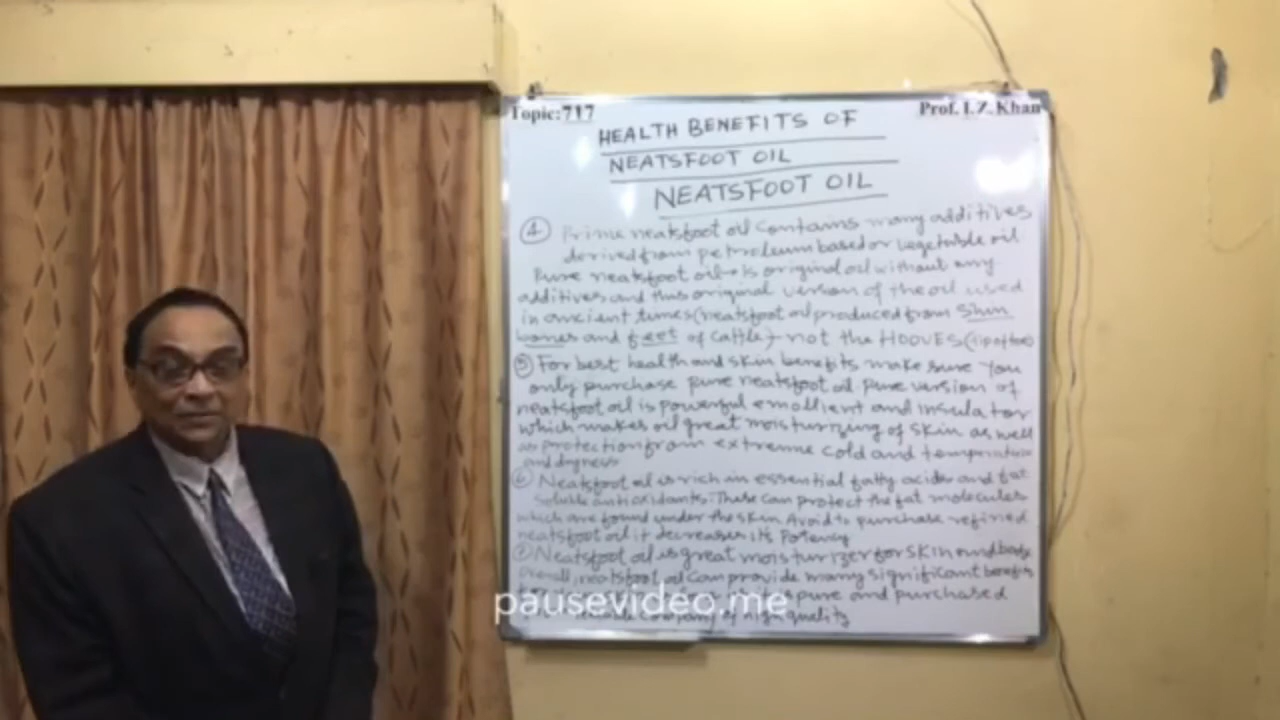 Topic:717
Prof. I.Z. Khan
HEALTH BENEFITS OF
NEATSFOOT OIL
NEATSFOOT OIL
④ Prime neatsfoot oil contains many additives
derived from petroleum based or vegetable oil
Pure neatsfoot oil → is original oil without any
additives and thus original version of the oil used
in ancient times (neatsfoot oil produced from Shin
bones and feet of cattle) not the HOOVES
⑤ For best health and skin benefits make sure you
only purchase pure neatsfoot oil. Pure version of
neatsfoot oil is powerful emollient and insulator
which makes oil great moisturizing of skin as well
as protection from extreme cold and temperature
and dryness
⑥ Neatsfoot oil is rich in essential fatty acids and fat
soluble antioxidants. These can protect the fat molecules
which are found under the skin Avoid to purchase refined
neatsfoot oil it decreases its Potency
⑦ Neatsfoot oil is great moisturizer for skin and body
overall neatsfoot oil can provide many significant benefits
pure and purchased
company of high quality
pausevideo.me